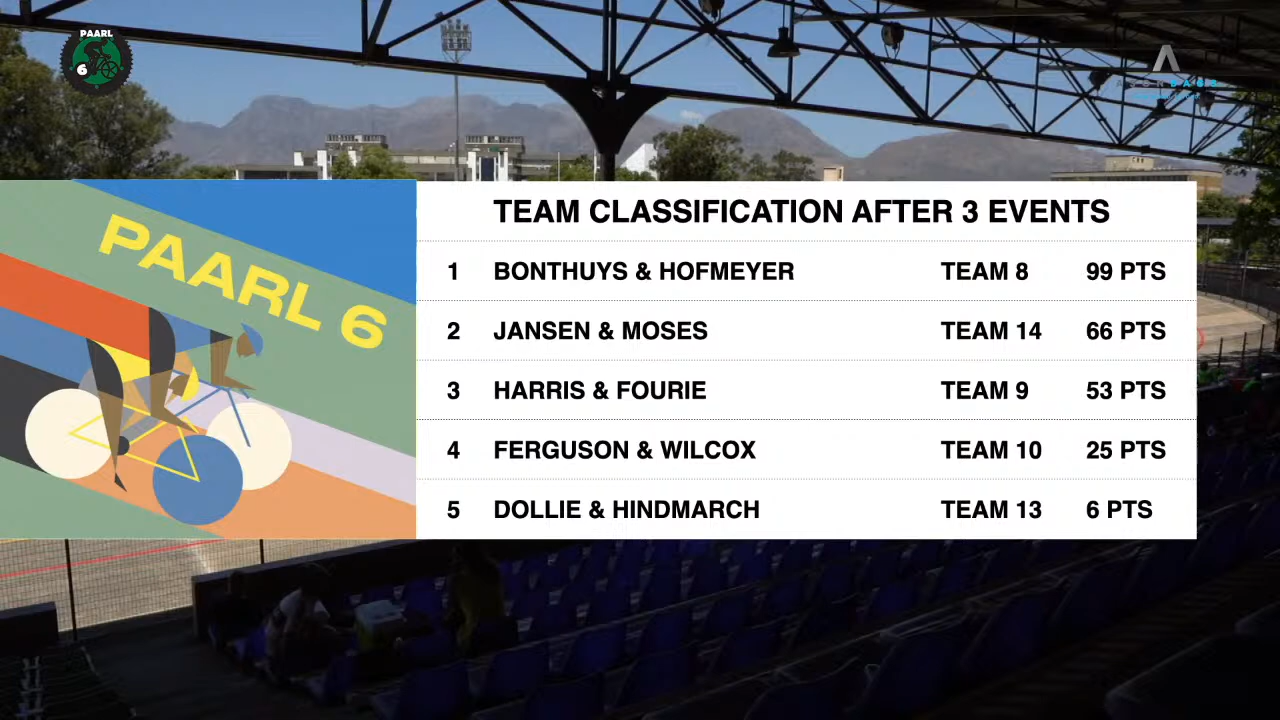 PAARL
6
PAARL 6
TEAM CLASSIFICATION AFTER 3 EVENTS
1 BONTHUYS & HOFMEYER TEAM 8 99 PTS
2 JANSEN & MOSES TEAM 14 66 PTS
3 HARRIS & FOURIE TEAM 9 53 PTS
4 FERGUSON & WILCOX TEAM 10 25 PTS
5 DOLLIE & HINDMARCH TEAM 13 6 PTS